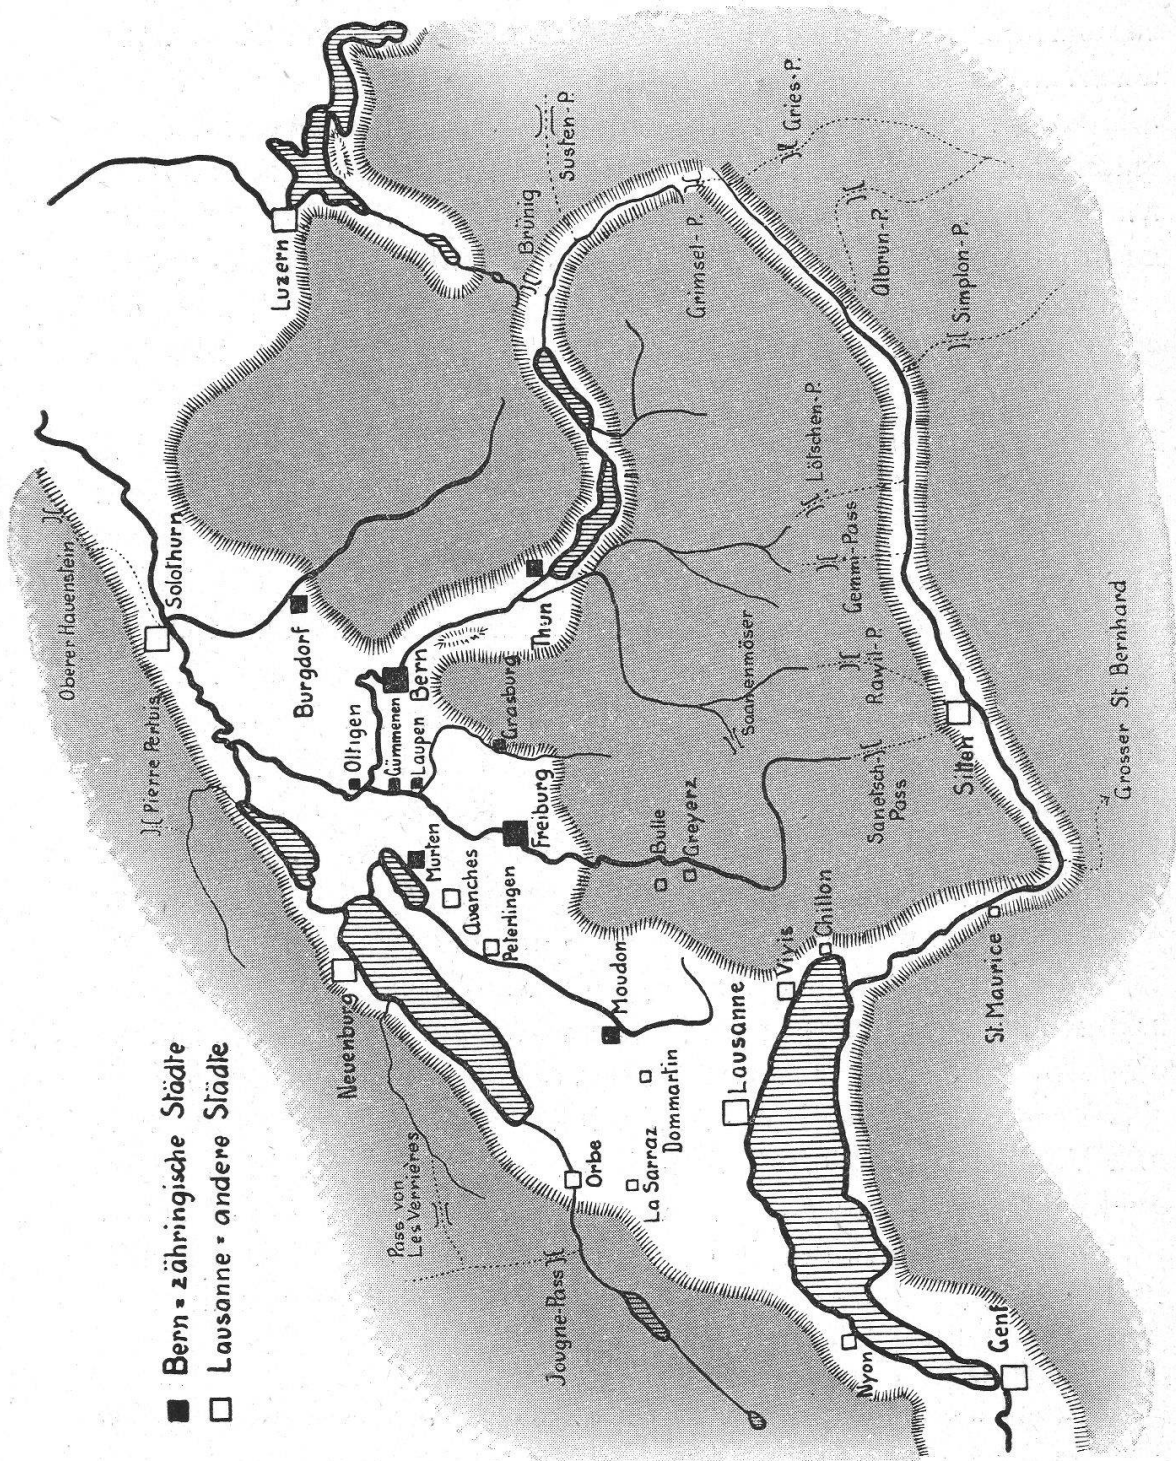 Bern = zähringische Städte
Lausanne = andere Städte
Oberer Hauenstein
Solothurn
Luzern
Pierre Pertuis
Burgdorf
Brünig
Susten-P.
Gries-P.
Oltigen
Gümmenen
Laupen
Bern
Thun
Grimsel-P.
Albrun-P.
Simplon-P.
Neuenburg
Murten
Avenches
Peterlingen
Freiburg
Grasburg
Saanenmöser
Lötschen-P.
Gemmi-Pass
Rawil-P
Sanetsch-
Pass
Sitten
Grosser St. Bernhard
Bulle
Greyerz
Pass von
Les Verrières
Orbe
La Sarraz
Dommartin
Moudon
Lausanne
Vivis
Chillon
St. Maurice
Jougne-Pass
Nyon
Genf